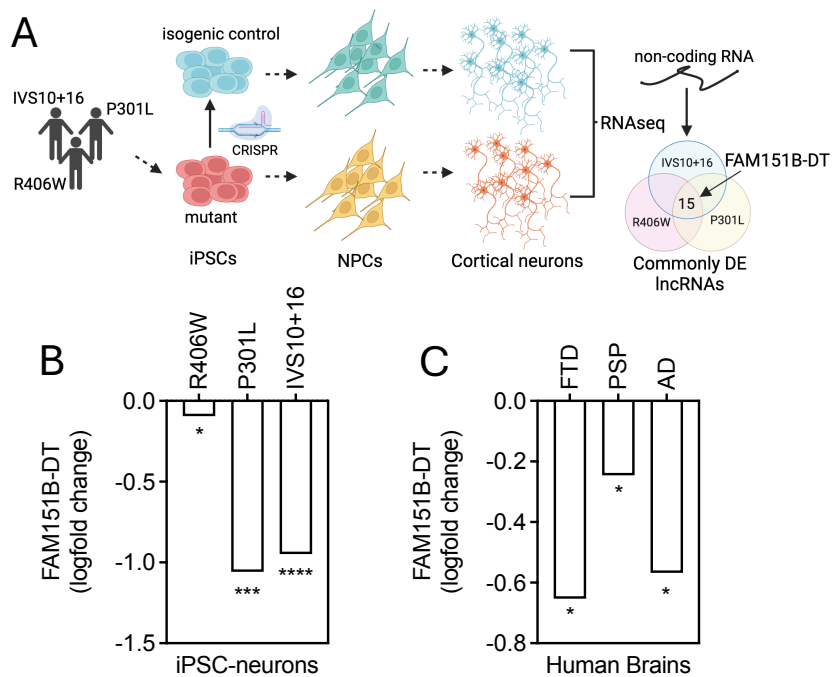 A
isogenic control
IVS10+16
P301L
R406W
CRISPR
mutant
iPSCs
NPCs
Cortical neurons
RNAseq
non-coding RNA
IVS10+16
FAM151B-DT
15
R406W
P301L
Commonly DE
lncRNAs
B
R406W
P301L
IVS10+16
FAM151B-DT
(logfold change)
0.0
-0.5
-1.0
-1.5
*
***
****
iPSC-neurons
C
FTD
PSP
AD
FAM151B-DT
(logfold change)
0.0
-0.2
-0.4
-0.6
-0.8
*
*
*
Human Brains